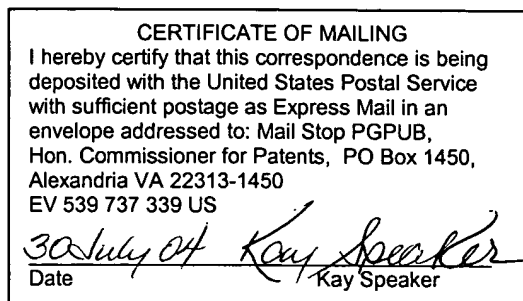 CERTIFICATE OF MAILING
I hereby certify that this correspondence is being
deposited with the United States Postal Service
with sufficient postage as Express Mail in an
envelope addressed to: Mail Stop PGPUB,
Hon. Commissioner for Patents, PO Box 1450,
Alexandria VA 22313-1450
EV 539 737 339 US
30 July 04 Kay Speaker
Date Kay Speaker